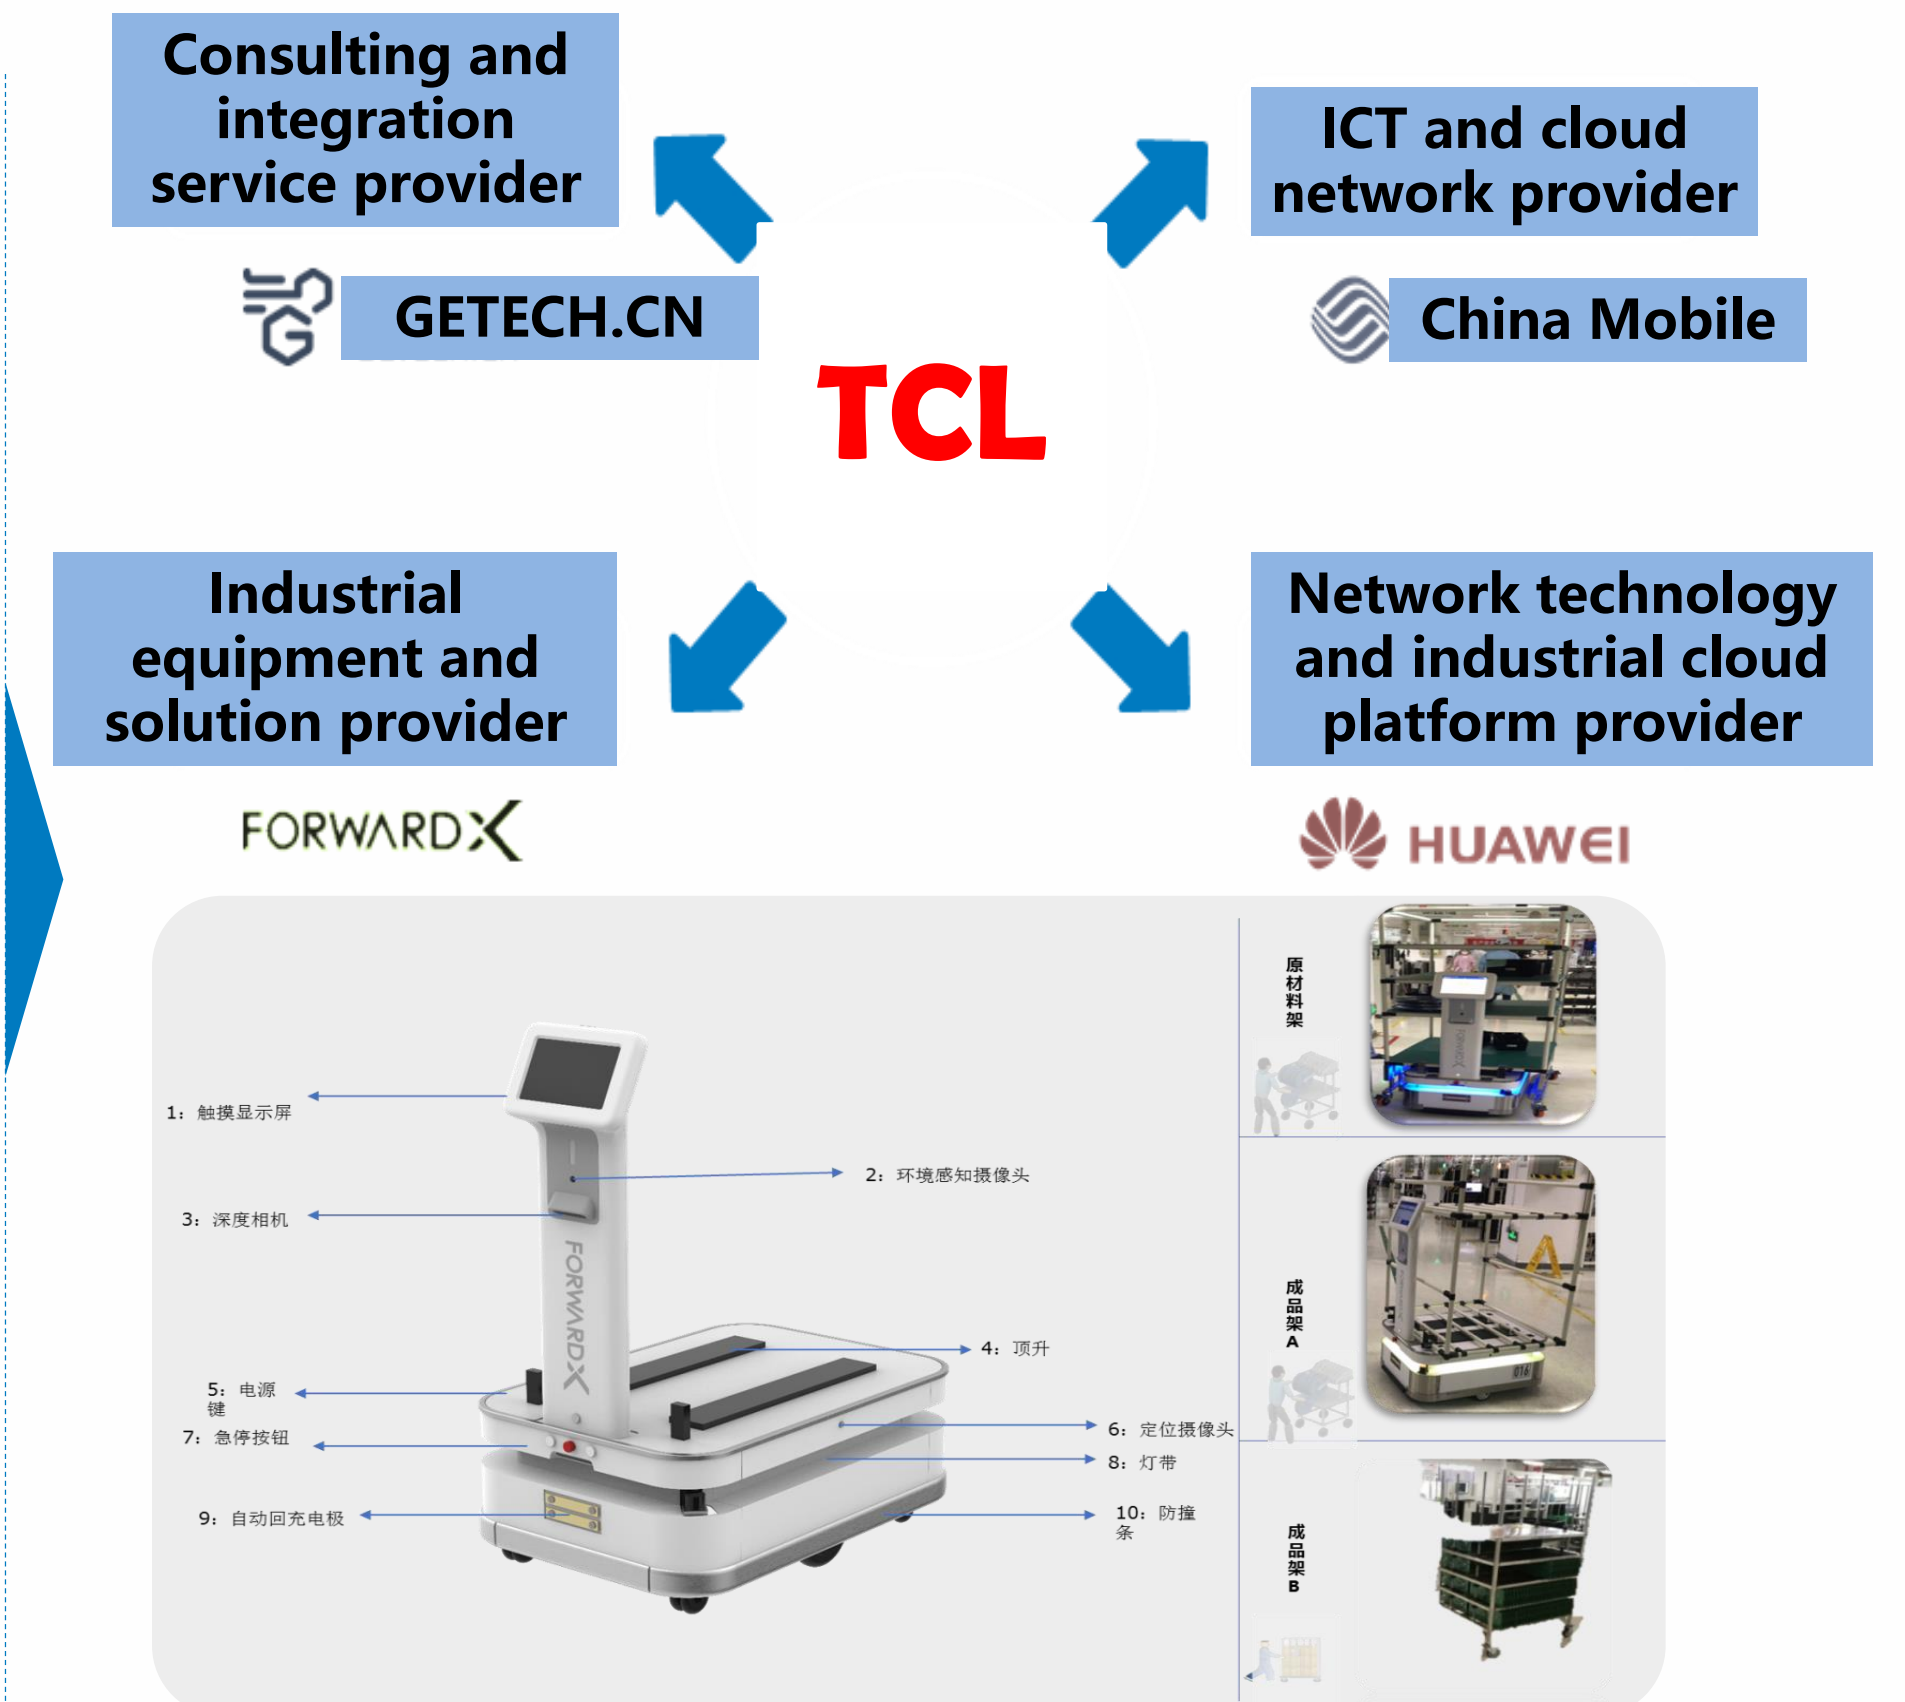 Consulting and
integration
service provider
ICT and cloud
network provider
GETECH.CN
China Mobile
TCL
Industrial
equipment and
solution provider
Network technology
and industrial cloud
platform provider
FORWARDX
HUAWEI
1：触摸显示屏
2：环境感知摄像头
3：深度相机
FORWARDX
4：顶升
5：电源
键
6：定位摄像头
7：急停按钮
8：灯带
9：自动回充电极
10：防撞
条
原材料架
FORWARDX
成品架A
016
成品架B